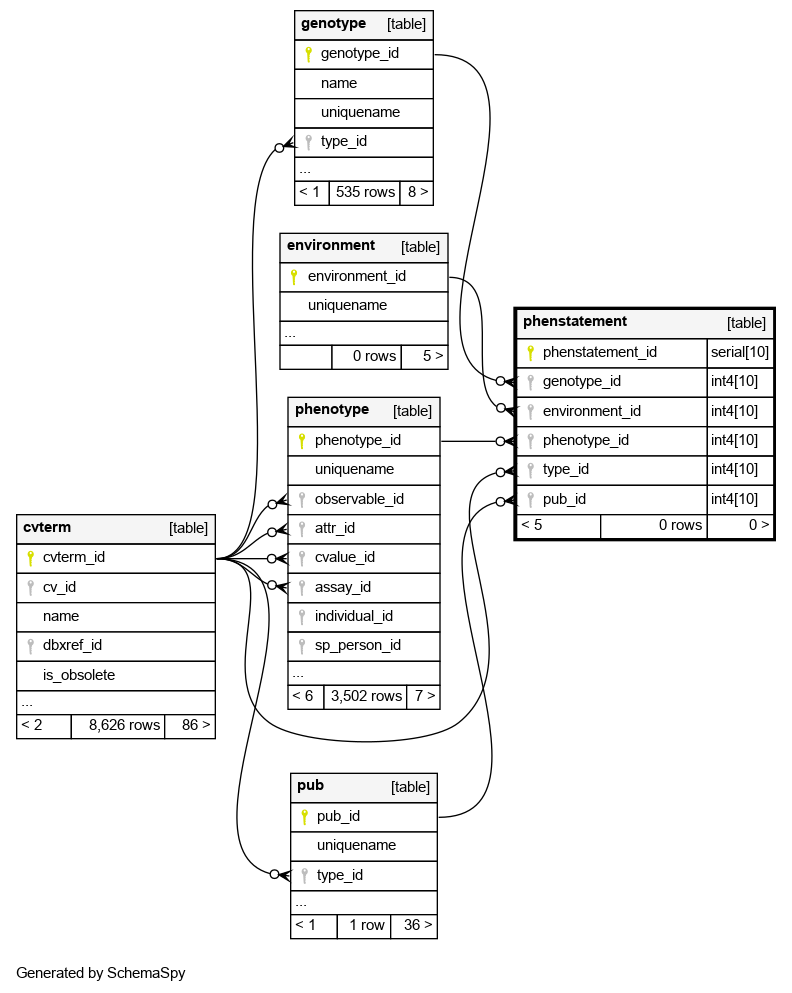 genotype [table]
genotype_id
name
uniquename
type_id
...
< 1 535 rows 8 >
environment [table]
environment_id
uniquename
...
0 rows 5 >
phenstatement [table]
phenstatement_id serial[10]
genotype_id int4[10]
environment_id int4[10]
phenotype_id int4[10]
type_id int4[10]
pub_id int4[10]
< 5 0 rows 0 >
phenotype [table]
phenotype_id
uniquename
observable_id
attr_id
cvalue_id
assay_id
individual_id
sp_person_id
...
< 6 3,502 rows 7 >
cvterm [table]
cvterm_id
cv_id
name
dbxref_id
is_obsolete
...
< 2 8,626 rows 86 >
pub [table]
pub_id
uniquename
type_id
...
< 1 1 row 36 >
Generated by SchemaSpy